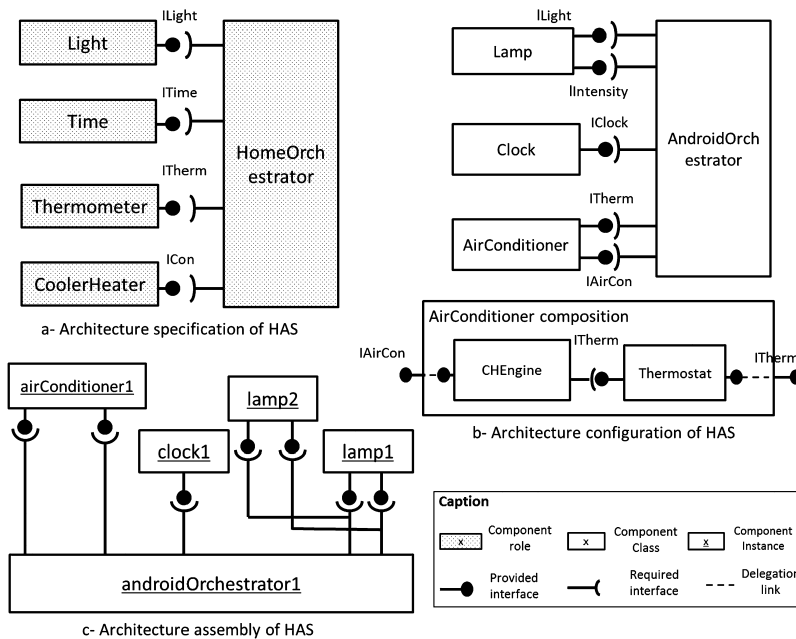 ILight
Light
ITime
Time
HomeOrch
estrator
ITherm
Thermometer
ICon
CoolerHeater
a- Architecture specification of HAS
ILight
Lamp
IIntensity
IClock
Clock
AndroidOrch
estrator
ITherm
AirConditioner
IAirCon
AirConditioner composition
IAirCon
ITherm
ITherm
CHEngine
Thermostat
b- Architecture configuration of HAS
airConditioner1
lamp2
clock1
lamp1
androidOrchestrator1
c- Architecture assembly of HAS
Caption
x
Component
role
x
Component
Class
x
Component
Instance
Provided
interface
Required
interface
Delegation
link